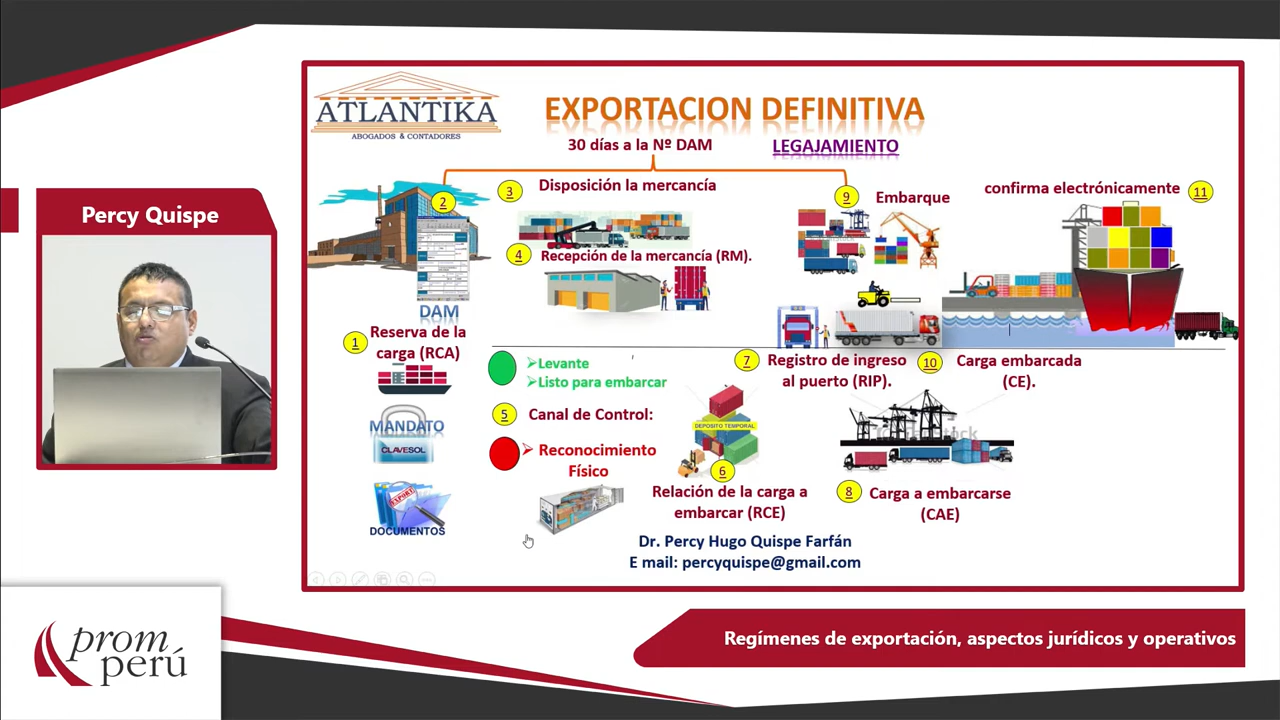 Percy Quispe
ATLANTIKA
ABOGADOS & CONTADORES
EXPORTACION DEFINITIVA
30 días a la Nº DAM
LEGAJAMIENTO
2
3
Disposición la mercancía
4
Recepción de la mercancía (RM).
9
Embarque
confirma electrónicamente
11
DAM
1
Reserva de la
carga (RCA)
MANDATO
CLAVESOL
EXPORT
DOCUMENTOS
Levante
Listo para embarcar
5
Canal de Control:
Reconocimiento
Físico
7
Registro de ingreso
al puerto (RIP).
DEPOSITO TEMPORAL
6
Relación de la carga a
embarcar (RCE)
10
Carga embarcada
(CE).
8
Carga a embarcarse
(CAE)
Dr. Percy Hugo Quispe Farfán
E mail: percyquispe@gmail.com
prom
perú
Regímenes de exportación, aspectos jurídicos y operativos